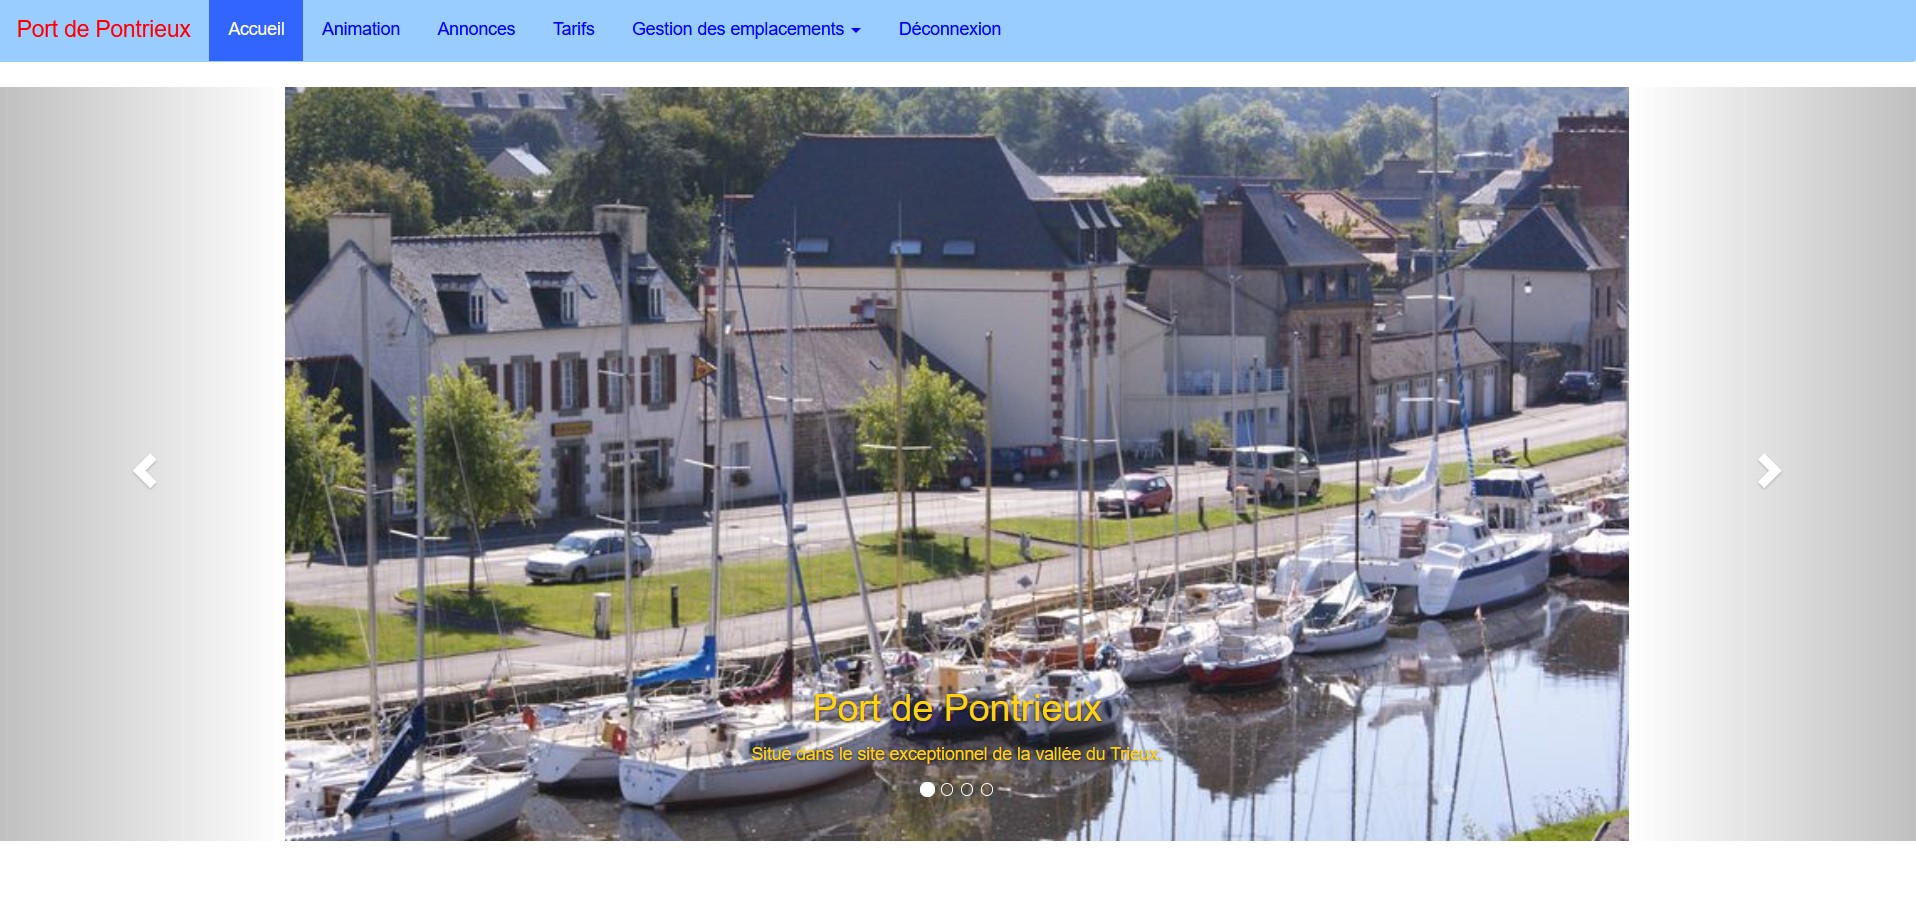 Port de Pontrieux Accueil Animation Annonces Tarifs Gestion des emplacements Déconnexion
Port de Pontrieux
Situé dans le site exceptionnel de la vallée du Trieux.